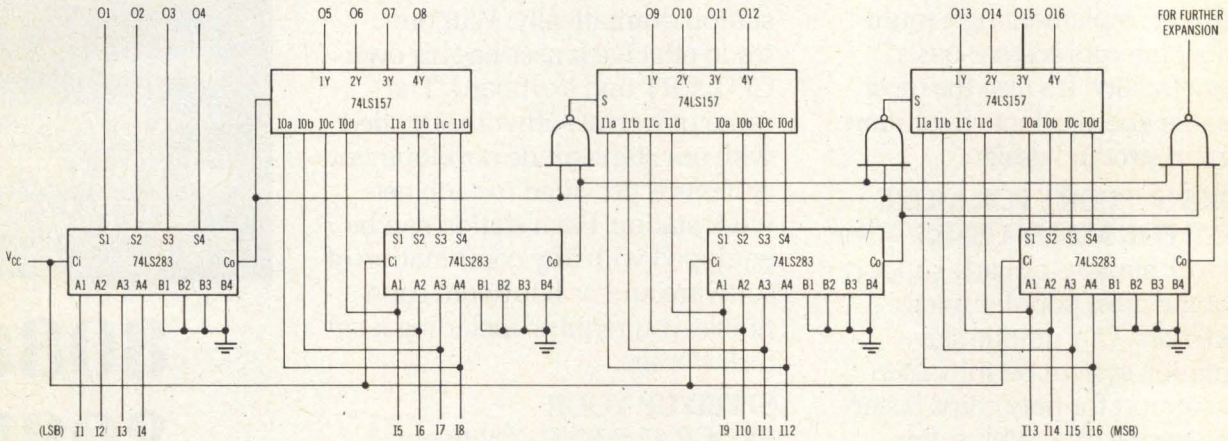 O1 O2 O3 O4
O5 O6 O7 O8
O9 O10 O11 O12
O13 O14 O15 O16
FOR FURTHER
EXPANSION
1Y 2Y 3Y 4Y
74LS157
I0a I0b I0c I0d I1a I1b I1c I1d
S 1Y 2Y 3Y 4Y
74LS157
I1a I1b I1c I1d I0a I0b I0c I0d
S 1Y 2Y 3Y 4Y
74LS157
I1a I1b I1c I1d I0a I0b I0c I0d
VCC
S1 S2 S3 S4
Ci 74LS283 Co
A1 A2 A3 A4 B1 B2 B3 B4
S1 S2 S3 S4
Ci 74LS283 Co
A1 A2 A3 A4 B1 B2 B3 B4
S1 S2 S3 S4
Ci 74LS283 Co
A1 A2 A3 A4 B1 B2 B3 B4
S1 S2 S3 S4
Ci 74LS283 Co
A1 A2 A3 A4 B1 B2 B3 B4
(LSB) I1 I2 I3 I4
I5 I6 I7 I8
I9 I10 I11 I12
I13 I14 I15 I16 (MSB)